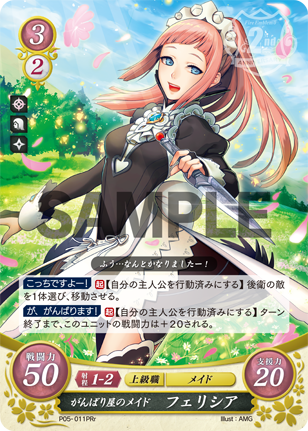 3
2
2nd
SAMPLE
ふう…なんとかなりましたー!
こっちですよー! 起【自分の主人公を行動済みにする】後衛の敵
を1体選び、移動させる。
が、がんばります! 起【自分の主人公を行動済みにする】ターン
終了まで、このユニットの戦闘力は+20される。
戦闘力 50
射程 1-2 上級職 メイド
支援力 20
がんばり屋のメイド フェリシア
P05-011PRr
Illust:AMG